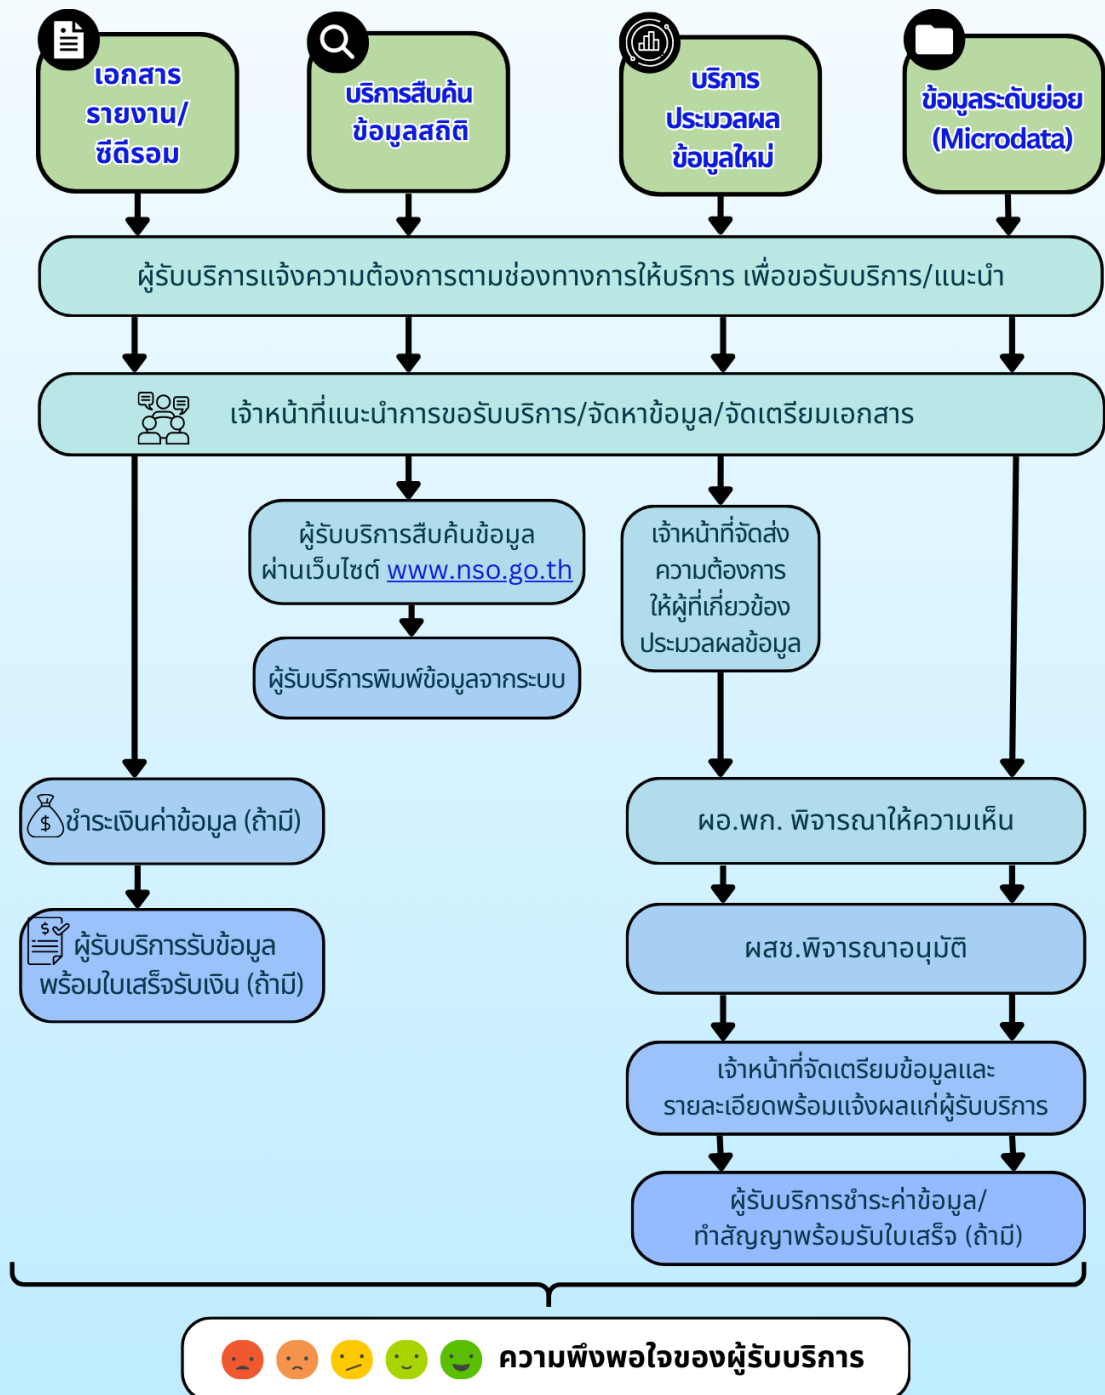 เอกสาร
รายงาน/
ซีดีรอม
บริการสืบค้น
ข้อมูลสถิติ
บริการ
ประมวลผล
ข้อมูลใหม่
ข้อมูลระดับย่อย
(Microdata)
ผู้รับบริการแจ้งความต้องการตามช่องทางการให้บริการ เพื่อขอรับบริการ/แนะนำ
เจ้าหน้าที่แนะนำการขอรับบริการ/จัดหาข้อมูล/จัดเตรียมเอกสาร
ผู้รับบริการสืบค้นข้อมูล
ผ่านเว็บไซต์ www.nso.go.th
ผู้รับบริการพิมพ์ข้อมูลจากระบบ
เจ้าหน้าที่จัดส่ง
ความต้องการ
ให้ผู้ที่เกี่ยวข้อง
ประมวลผลข้อมูล
ชำระเงินค่าข้อมูล (ถ้ามี)
ผู้รับบริการรับข้อมูล
พร้อมใบเสร็จรับเงิน (ถ้ามี)
ผอ.พก. พิจารณาให้ความเห็น
ผสช.พิจารณาอนุมัติ
เจ้าหน้าที่จัดเตรียมข้อมูลและ
รายละเอียดพร้อมแจ้งผลแก่ผู้รับบริการ
ผู้รับบริการชำระค่าข้อมูล/
ทำสัญญาพร้อมรับใบเสร็จ (ถ้ามี)
ความพึงพอใจของผู้รับบริการ